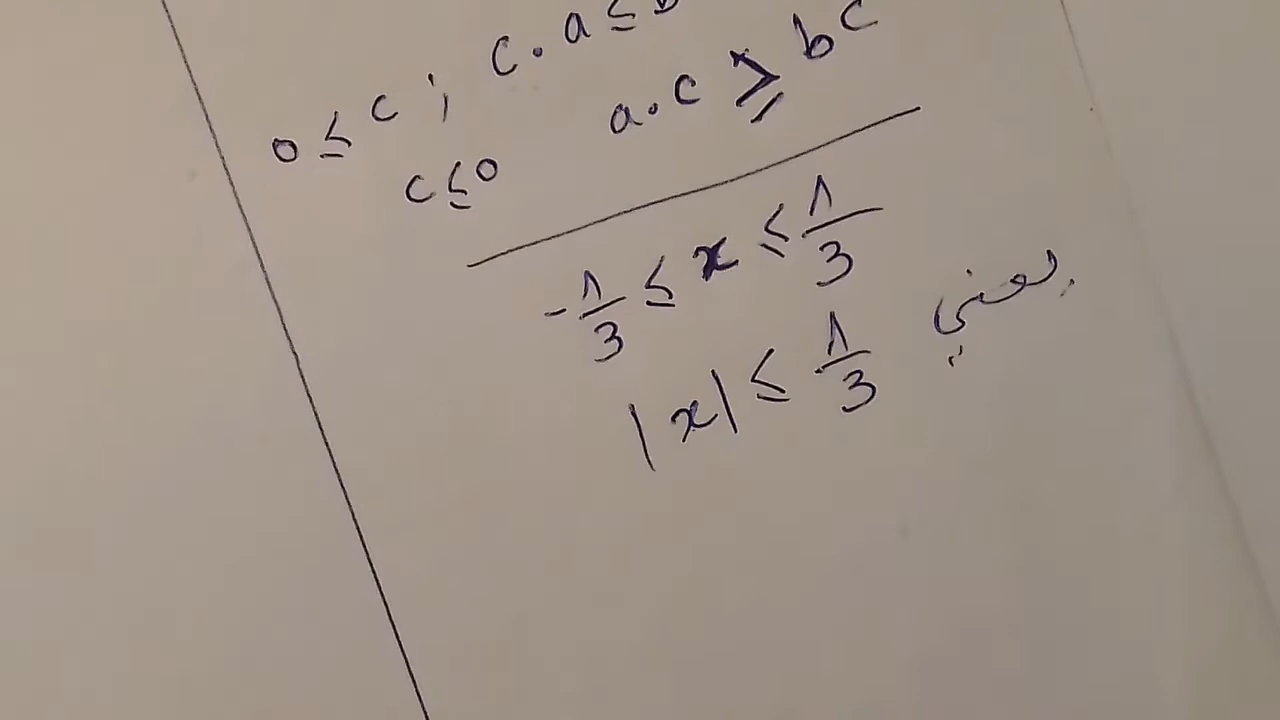 0 ≤ c ; c · a ≤ b
c ≤ 0 a · c ≥ bc
-1/3 ≤ x ≤ 1/3
يعني |x| ≤ 1/3